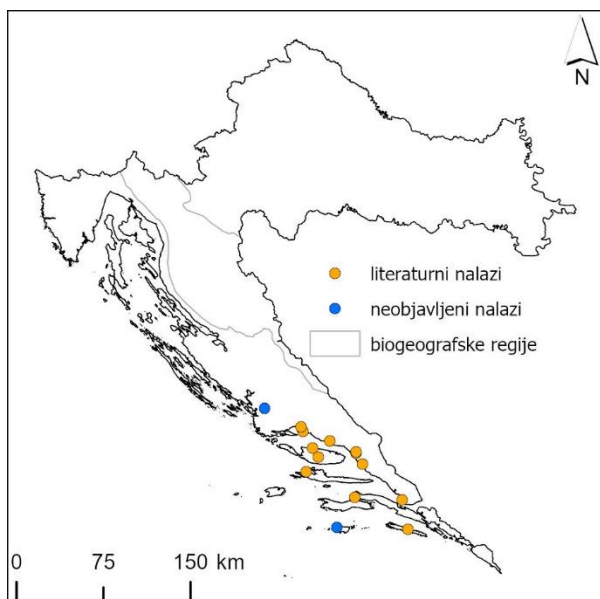 N
literaturni nalazi
neobjavljeni nalazi
biogeografske regije
0 75 150 km